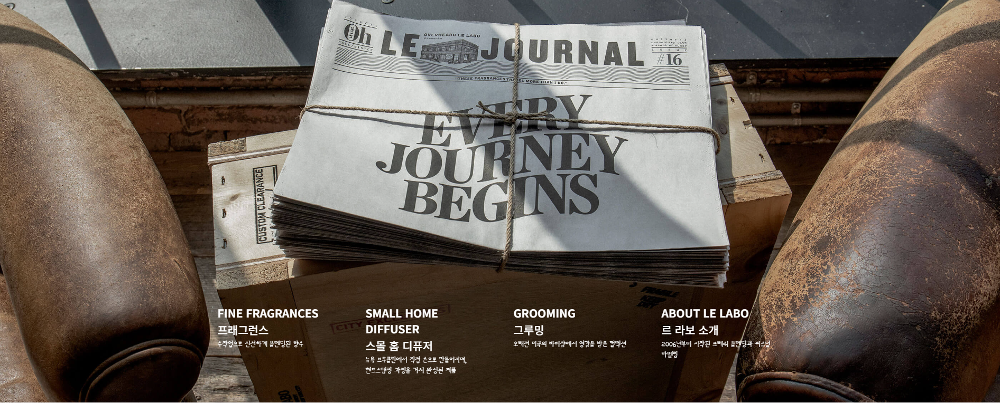 2024/25
Oh
LE LABO
FALL/WINTER
OVERHEARD LE LABO
presents
LE JOURNAL
cultural
commentary with
a scent of humor
ISSUE
#16
"THESE FRAGRANCES TRAVEL MORE THAN I DO."
EVERY
JOURNEY
BEGINS
CUSTOM CLEARANCE
FRAGILE
KEEP
DRY
CITY EXCLUSIVE
FINE FRAGRANCES
프래그런스
수작업으로 신선하게 블렌딩된 향수
SMALL HOME
DIFFUSER
스몰 홈 디퓨저
뉴욕 브루클린에서 직접 손으로 만들어지며,
핸드스탬핑 과정을 거쳐 완성된 제품
GROOMING
그루밍
오래전 미국의 바버샵에서 영감을 받은 컬렉션
ABOUT LE LABO
르 라보 소개
2006년부터 시작된 프레쉬 블렌딩과 퍼스널
라벨링